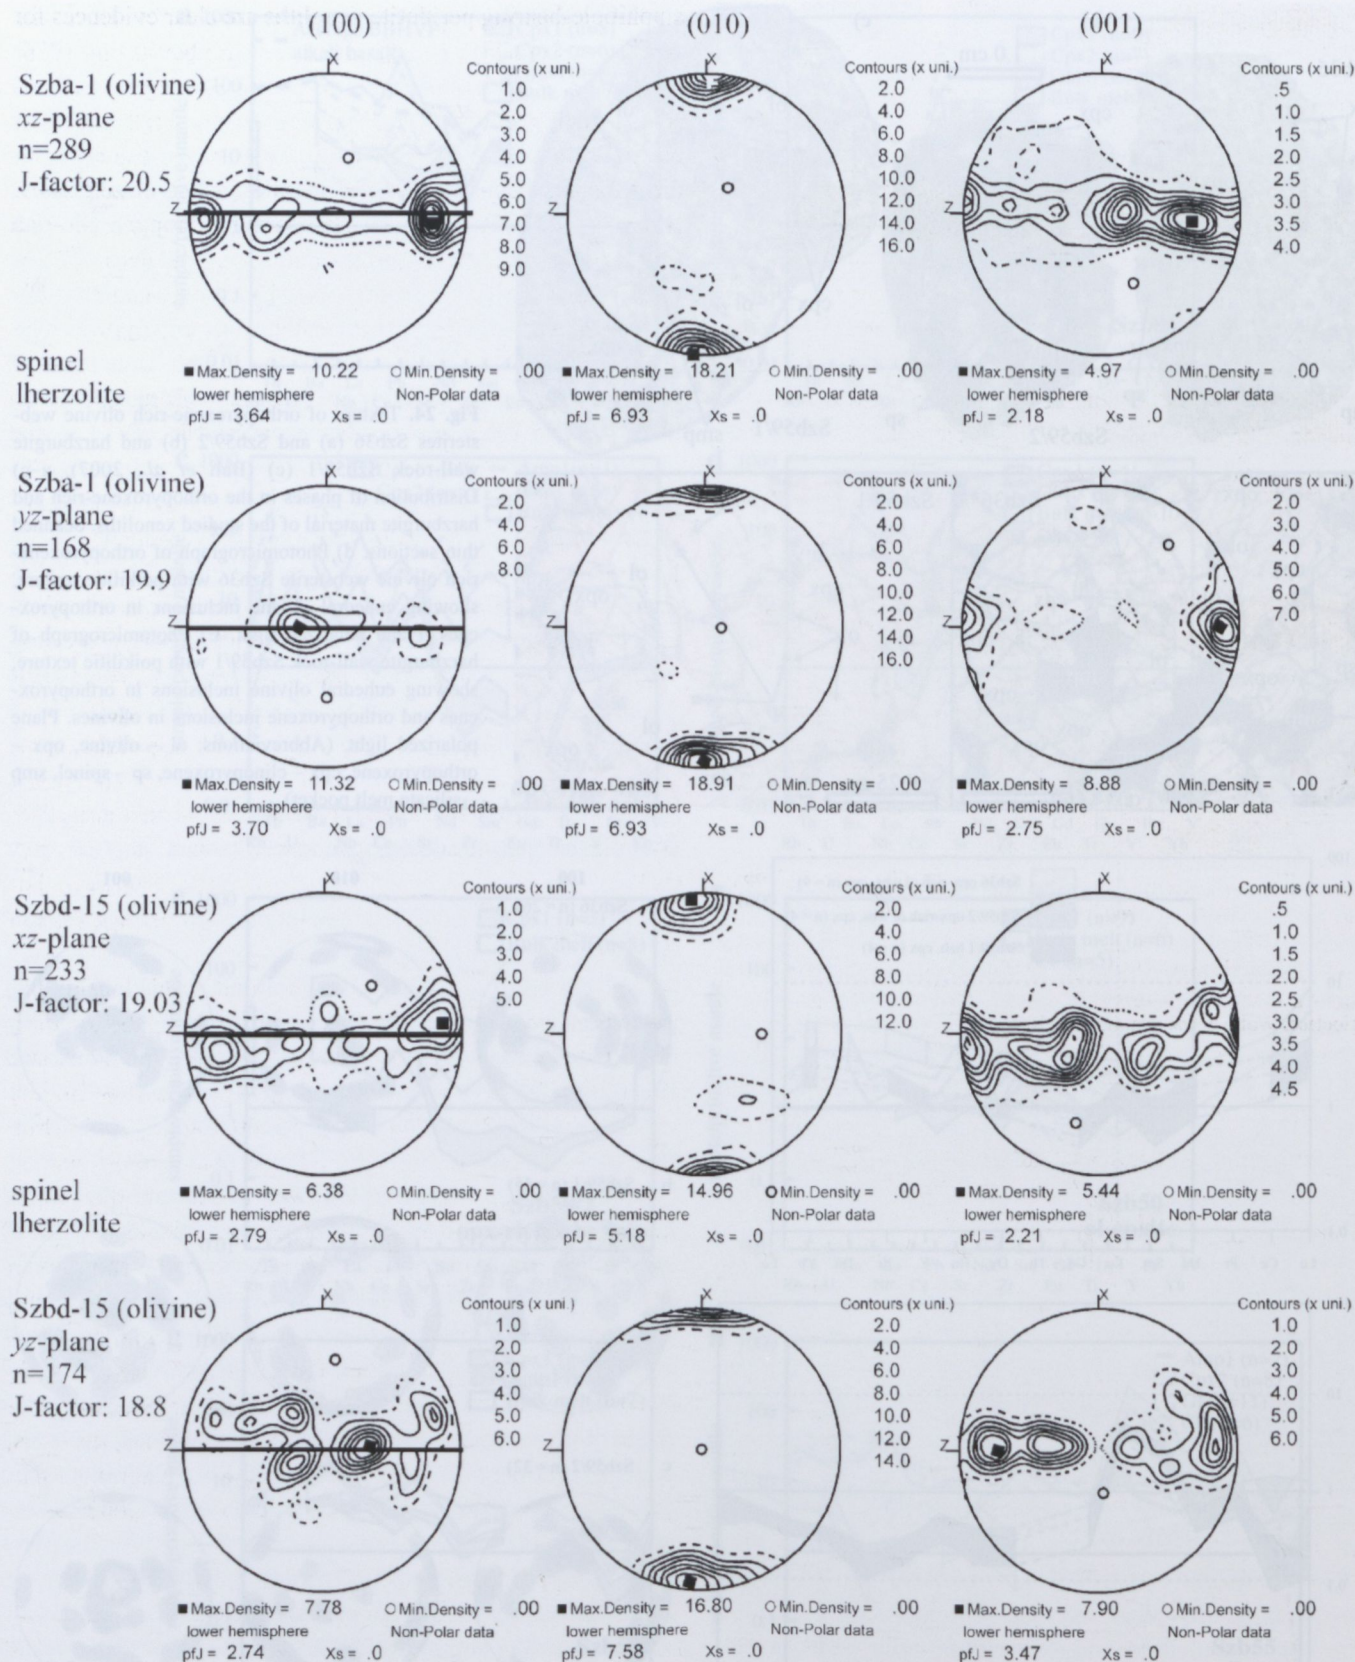 (100) (010) (001)
Szba-1 (olivine)
xz-plane
n=289
J-factor: 20.5
X
Z
Contours (x uni.)
1.0
2.0
3.0
4.0
5.0
6.0
7.0
8.0
9.0
X
Z
Contours (x uni.)
2.0
4.0
6.0
8.0
10.0
12.0
14.0
16.0
X
Z
Contours (x uni.)
.5
1.0
1.5
2.0
2.5
3.0
3.5
4.0
spinel
lherzolite
■ Max.Density = 10.22 ○ Min.Density = .00
lower hemisphere Non-Polar data
pfJ = 3.64 Xs = .0
■ Max.Density = 18.21 ○ Min.Density = .00
lower hemisphere Non-Polar data
pfJ = 6.93 Xs = .0
■ Max.Density = 4.97 ○ Min.Density = .00
lower hemisphere Non-Polar data
pfJ = 2.18 Xs = .0
Szba-1 (olivine)
yz-plane
n=168
J-factor: 19.9
X
Z
Contours (x uni.)
2.0
4.0
6.0
8.0
X
Z
Contours (x uni.)
2.0
4.0
6.0
8.0
10.0
12.0
14.0
16.0
X
Z
Contours (x uni.)
2.0
3.0
4.0
5.0
6.0
7.0
■ Max.Density = 11.32 ○ Min.Density = .00
lower hemisphere Non-Polar data
pfJ = 3.70 Xs = .0
■ Max.Density = 18.91 ○ Min.Density = .00
lower hemisphere Non-Polar data
pfJ = 6.93 Xs = .0
■ Max.Density = 8.88 ○ Min.Density = .00
lower hemisphere Non-Polar data
pfJ = 2.75 Xs = .0
Szbd-15 (olivine)
xz-plane
n=233
J-factor: 19.03
X
Z
Contours (x uni.)
1.0
2.0
3.0
4.0
5.0
X
Z
Contours (x uni.)
2.0
4.0
6.0
8.0
10.0
12.0
X
Z
Contours (x uni.)
.5
1.0
1.5
2.0
2.5
3.0
3.5
4.0
4.5
spinel
lherzolite
■ Max.Density = 6.38 ○ Min.Density = .00
lower hemisphere Non-Polar data
pfJ = 2.79 Xs = .0
■ Max.Density = 14.96 ○ Min.Density = .00
lower hemisphere Non-Polar data
pfJ = 5.18 Xs = .0
■ Max.Density = 5.44 ○ Min.Density = .00
lower hemisphere Non-Polar data
pfJ = 2.21 Xs = .0
Szbd-15 (olivine)
yz-plane
n=174
J-factor: 18.8
X
Z
Contours (x uni.)
1.0
2.0
3.0
4.0
5.0
6.0
X
Z
Contours (x uni.)
2.0
4.0
6.0
8.0
10.0
12.0
14.0
X
Z
Contours (x uni.)
1.0
2.0
3.0
4.0
5.0
6.0
■ Max.Density = 7.78 ○ Min.Density = .00
lower hemisphere Non-Polar data
pfJ = 2.74 Xs = .0
■ Max.Density = 16.80 ○ Min.Density = .00
lower hemisphere Non-Polar data
pfJ = 7.58 Xs = .0
■ Max.Density = 7.90 ○ Min.Density = .00
lower hemisphere Non-Polar data
pfJ = 3.47 Xs = .0